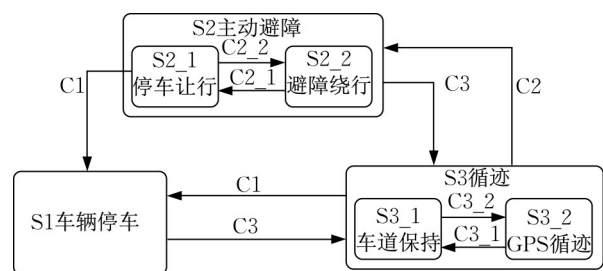 S2主动避障
S2_1
停车让行
C2_2
C2_1
S2_2
避障绕行
C1
C3
C2
S1车辆停车
C1
C3
S3循迹
S3_1
车道保持
C3_2
C3_1
S3_2
GPS循迹